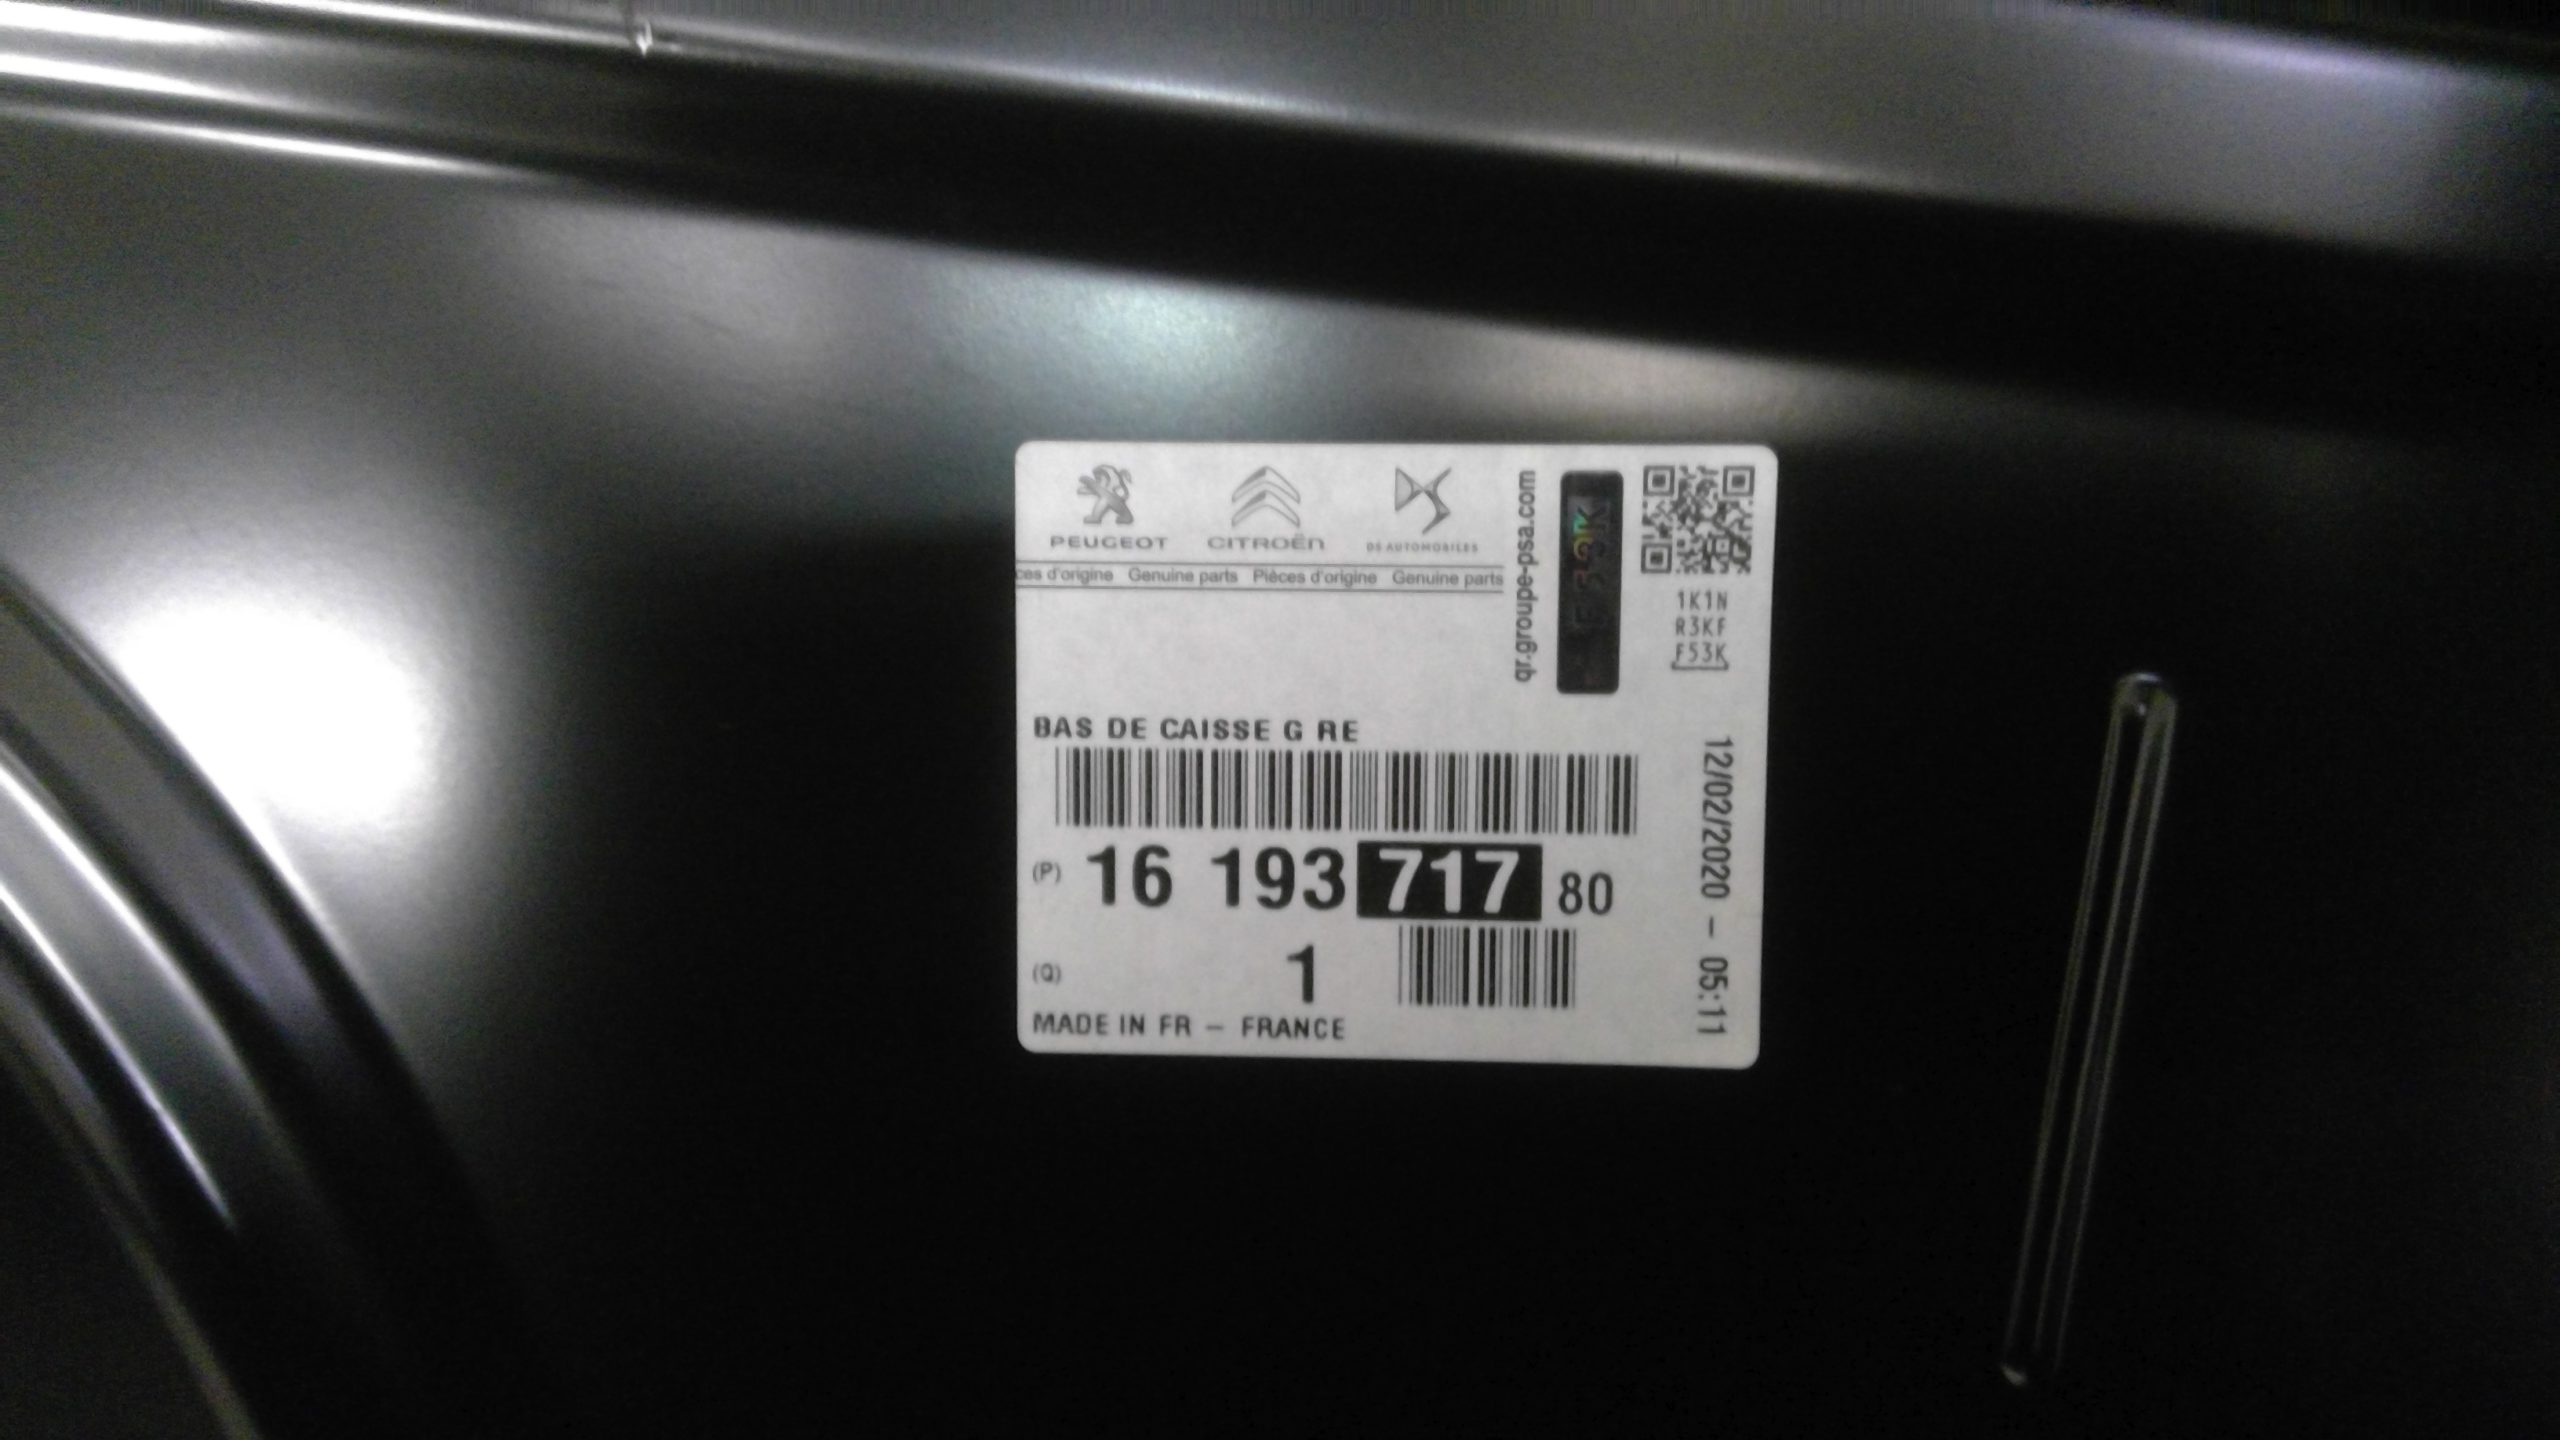 PEUGEOT CITROËN DS AUTOMOBILES
ces d'origine Genuine parts Pièces d'origine Genuine parts
qr.groupe-psa.com
F53K
1K1N
R3KF
F53K
BAS DE CAISSE G RE
(P) 16 193 717 80
(Q) 1
MADE IN FR - FRANCE
12/02/2020 - 05:11